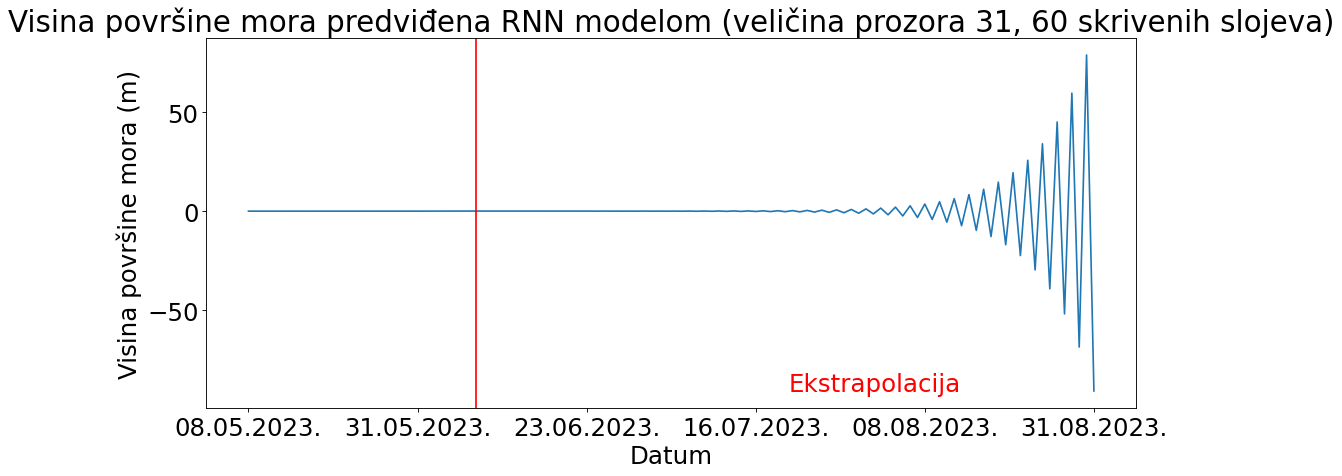 Visina površine mora predviđena RNN modelom (veličina prozora 31, 60 skrivenih slojeva)
Visina površine mora (m)
50
0
−50
Ekstrapolacija
08.05.2023. 31.05.2023. 23.06.2023. 16.07.2023. 08.08.2023. 31.08.2023.
Datum